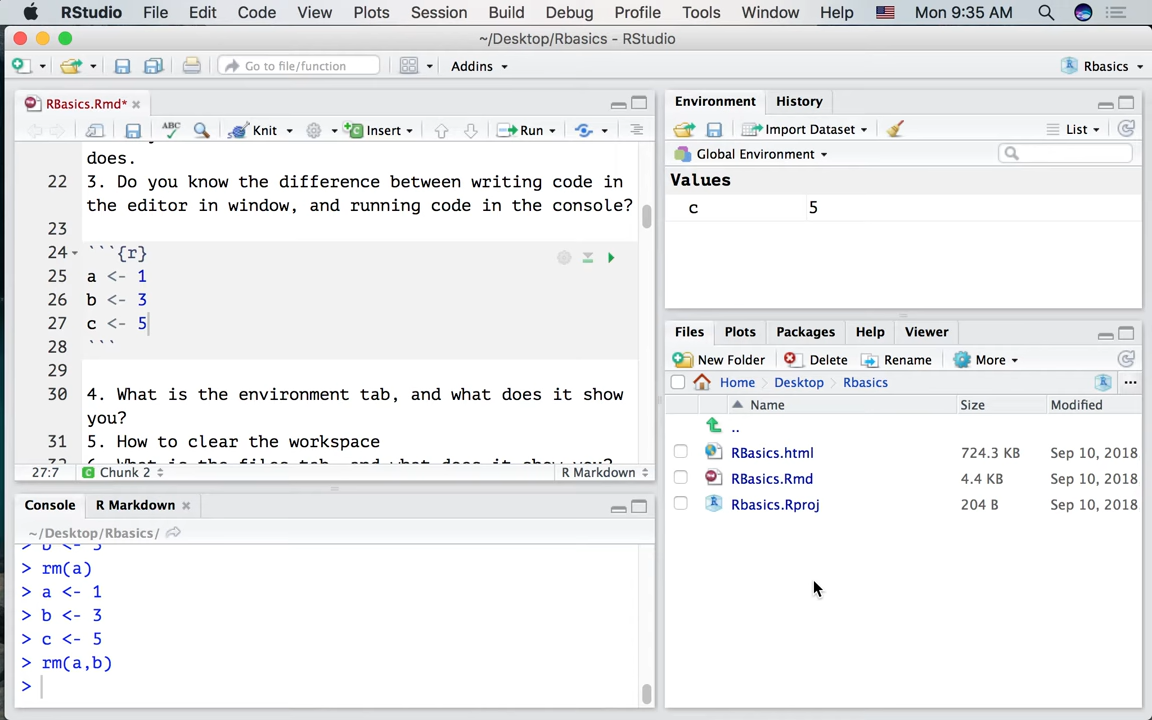 RStudio File Edit Code View Plots Session Build Debug Profile Tools Window Help Mon 9:35 AM
~/Desktop/Rbasics - RStudio
Go to file/function Addins Rbasics
RBasics.Rmd*
Knit Insert Run
does.
22 3. Do you know the difference between writing code in
the editor in window, and running code in the console?
23
24 ```{r}
25 a <- 1
26 b <- 3
27 c <- 5
28 ```
29
30 4. What is the environment tab, and what does it show
you?
31 5. How to clear the workspace
27:7 Chunk 2 R Markdown
Console R Markdown
~/Desktop/Rbasics/
> rm(a)
> a <- 1
> b <- 3
> c <- 5
> rm(a,b)
>
Environment History
Import Dataset List
Global Environment
Values
c 5
Files Plots Packages Help Viewer
New Folder Delete Rename More
Home Desktop Rbasics
Name Size Modified
..
RBasics.html 724.3 KB Sep 10, 2018
RBasics.Rmd 4.4 KB Sep 10, 2018
Rbasics.Rproj 204 B Sep 10, 2018